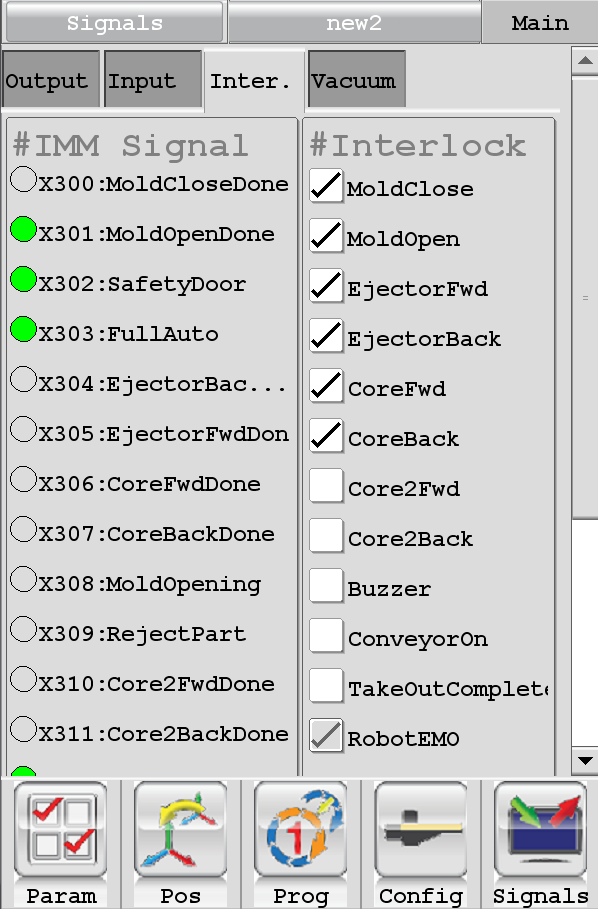 Signals new2 Main
Output Input Inter. Vacuum
#IMM Signal
X300:MoldCloseDone
X301:MoldOpenDone
X302:SafetyDoor
X303:FullAuto
X304:EjectorBac...
X305:EjectorFwdDon
X306:CoreFwdDone
X307:CoreBackDone
X308:MoldOpening
X309:RejectPart
X310:Core2FwdDone
X311:Core2BackDone
#Interlock
MoldClose
MoldOpen
EjectorFwd
EjectorBack
CoreFwd
CoreBack
Core2Fwd
Core2Back
Buzzer
ConveyorOn
TakeOutComplete
RobotEMO
1
Param Pos Prog Config Signals